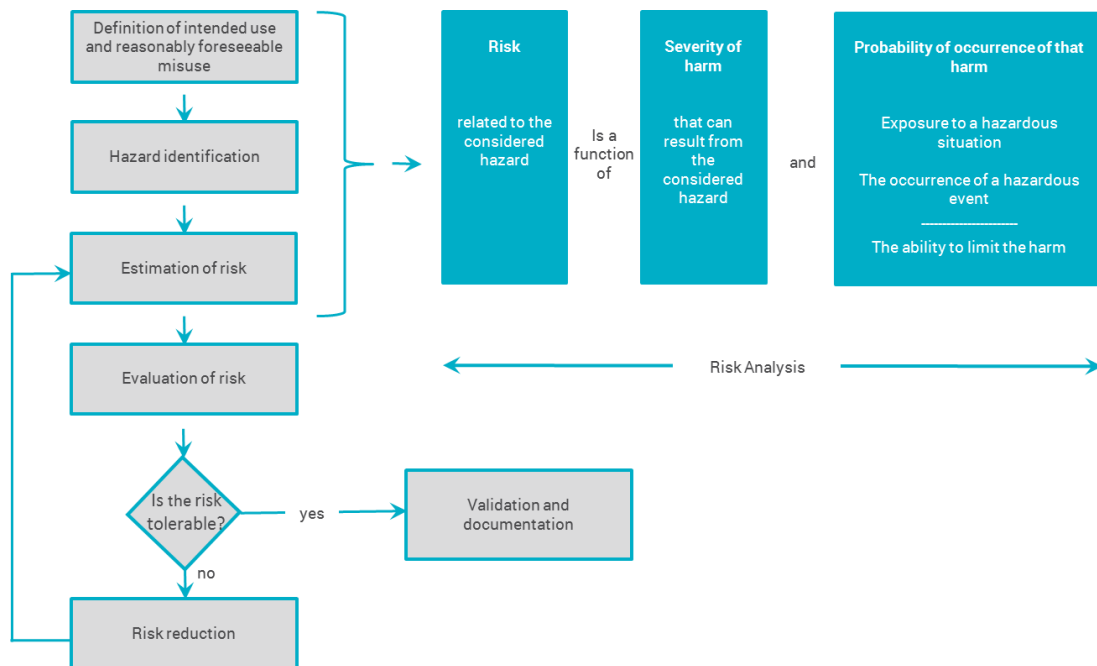 Definition of intended use
and reasonably foreseeable
misuse
Hazard identification
Estimation of risk
Evaluation of risk
Is the risk
tolerable?
yes
no
Validation and
documentation
Risk reduction
Risk
related to the
considered
hazard
Is a
function
of
Severity of
harm
that can
result from
the
considered
hazard
and
Probability of occurrence of that
harm
Exposure to a hazardous
situation
The occurrence of a hazardous
event
The ability to limit the harm
Risk Analysis